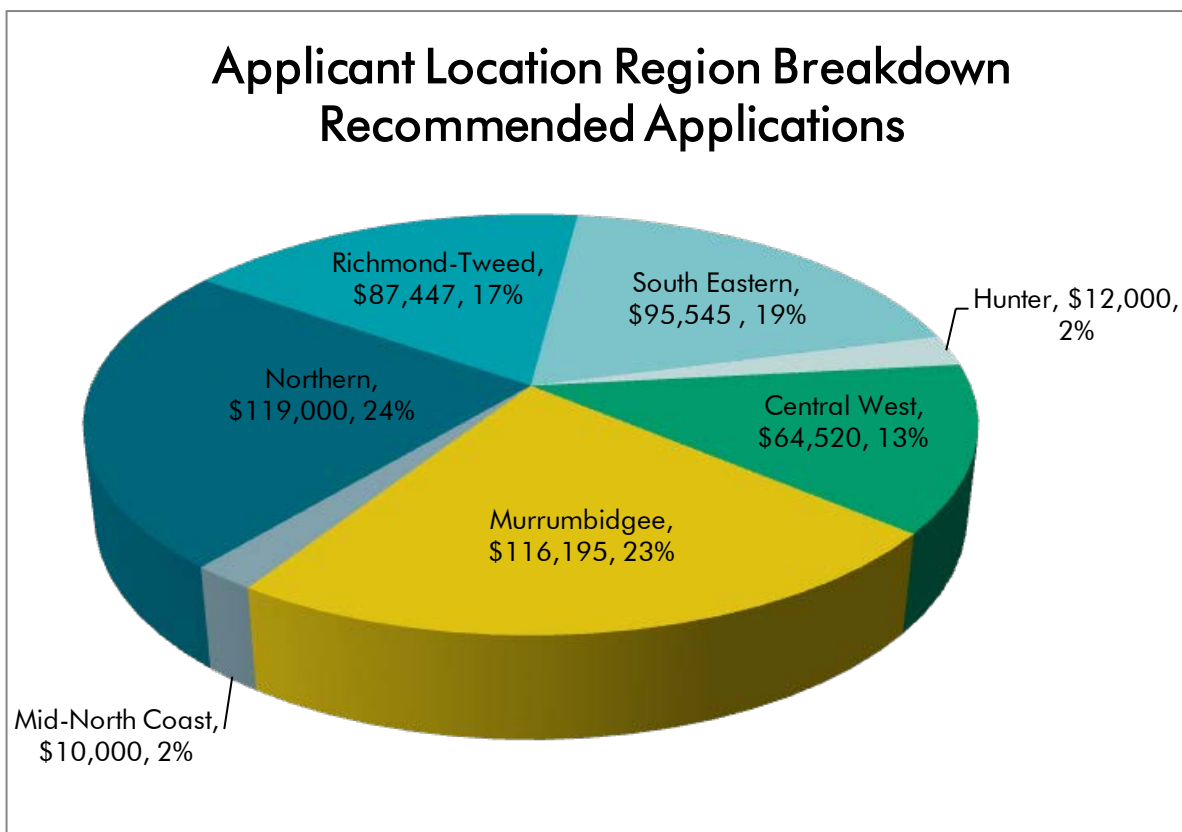 Applicant Location Region Breakdown
Recommended Applications
Richmond-Tweed,
$87,447, 17%
South Eastern,
$95,545 , 19%
Hunter, $12,000,
2%
Northern,
$119,000, 24%
Central West,
$64,520, 13%
Murrumbidgee,
$116,195, 23%
Mid-North Coast,
$10,000, 2%